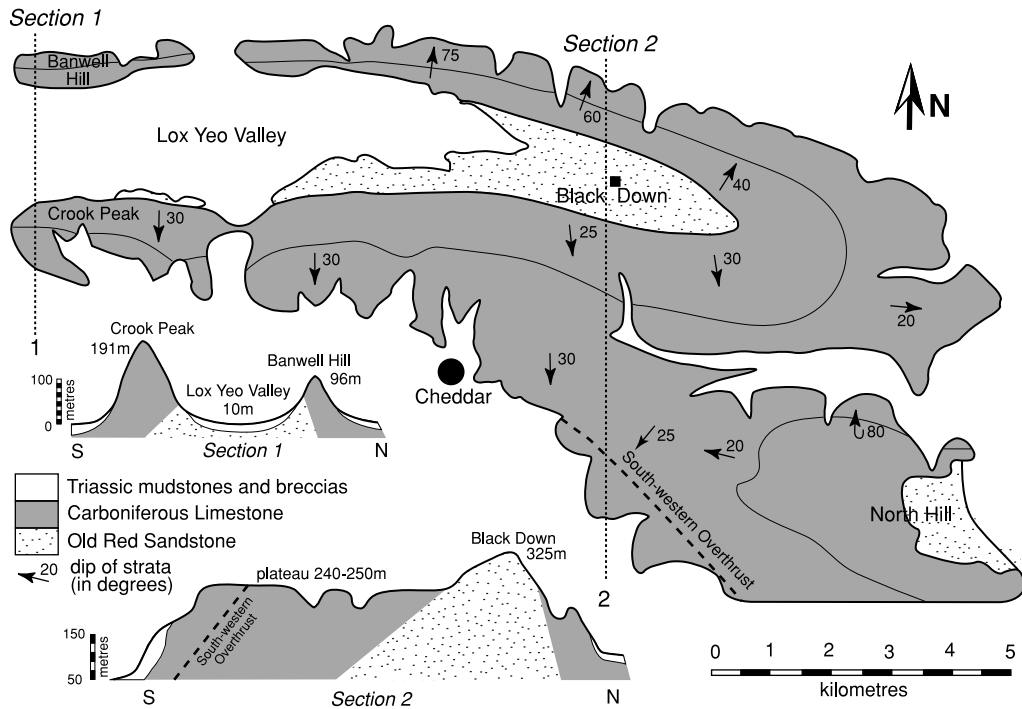 Section 1
Banwell
Hill
75
Section 2
60
N
Lox Yeo Valley
40
Black Down
Crook Peak
30
25
30
30
20
1
Crook Peak
191m
Banwell Hill
96m
Lox Yeo Valley
10m
100
metres
0
S
Section 1
N
Cheddar
30
25
20
80
South-western Overthrust
North Hill
Triassic mudstones and breccias
Carboniferous Limestone
Old Red Sandstone
20
dip of strata
(in degrees)
Black Down
325m
plateau 240-250m
South-western
Overthrust
150
metres
50
S
Section 2
N
2
0 1 2 3 4 5
kilometres